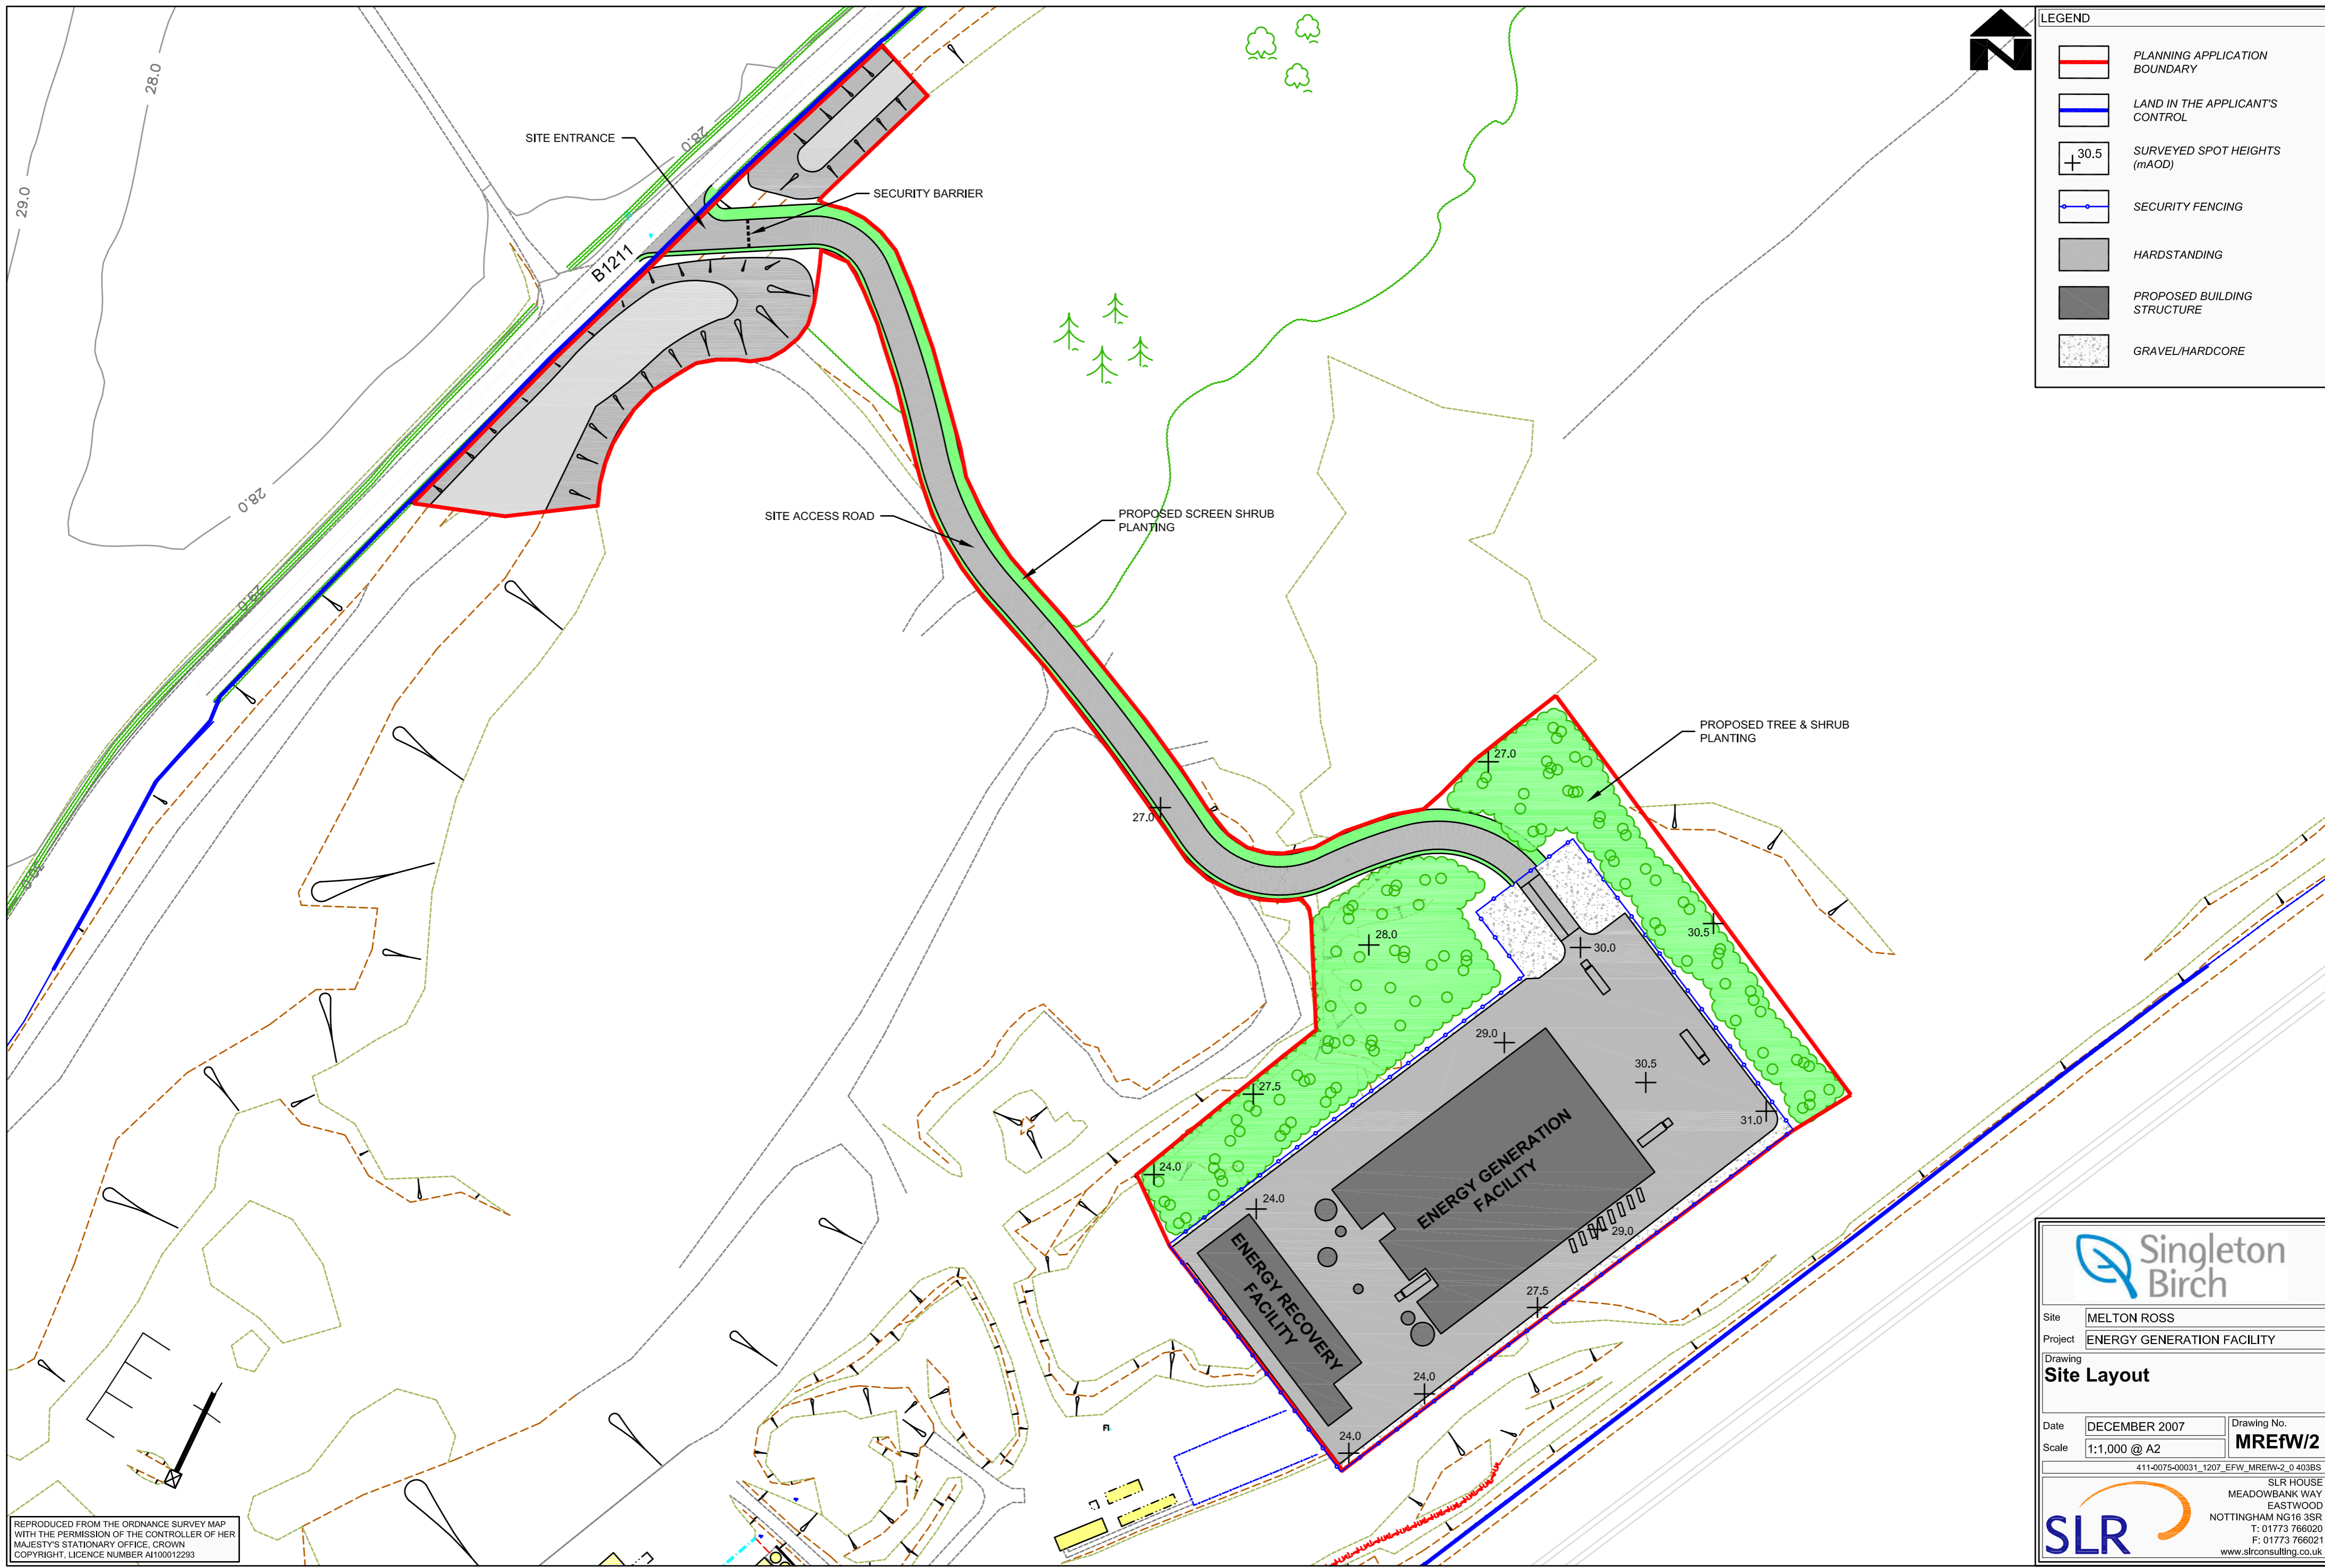 LEGEND
PLANNING APPLICATION
BOUNDARY
LAND IN THE APPLICANT'S
CONTROL
30.5
SURVEYED SPOT HEIGHTS
(mAOD)
SECURITY FENCING
HARDSTANDING
PROPOSED BUILDING
STRUCTURE
GRAVEL/HARDCORE
N
28.0
29.0
28.0
28.0
29.0
SITE ENTRANCE
SECURITY BARRIER
B1211
SITE ACCESS ROAD
PROPOSED SCREEN SHRUB
PLANTING
PROPOSED TREE & SHRUB
PLANTING
27.0
27.0
28.0
30.5
30.0
29.0
30.5
27.5
31.0
24.0
24.0
29.0
27.5
24.0
24.0
ENERGY GENERATION
FACILITY
ENERGY RECOVERY
FACILITY
Singleton
Birch
Site
MELTON ROSS
Project
ENERGY GENERATION FACILITY
Drawing
Site Layout
Date
DECEMBER 2007
Drawing No.
MREfW/2
Scale
1:1,000 @ A2
411-0075-00031_1207_EFW_MREfW-2_0 403BS
SLR
SLR HOUSE
MEADOWBANK WAY
EASTWOOD
NOTTINGHAM NG16 3SR
T: 01773 766020
F: 01773 766021
www.slrconsulting.co.uk
REPRODUCED FROM THE ORDNANCE SURVEY MAP
WITH THE PERMISSION OF THE CONTROLLER OF HER
MAJESTY'S STATIONARY OFFICE, CROWN
COPYRIGHT, LICENCE NUMBER Al100012293